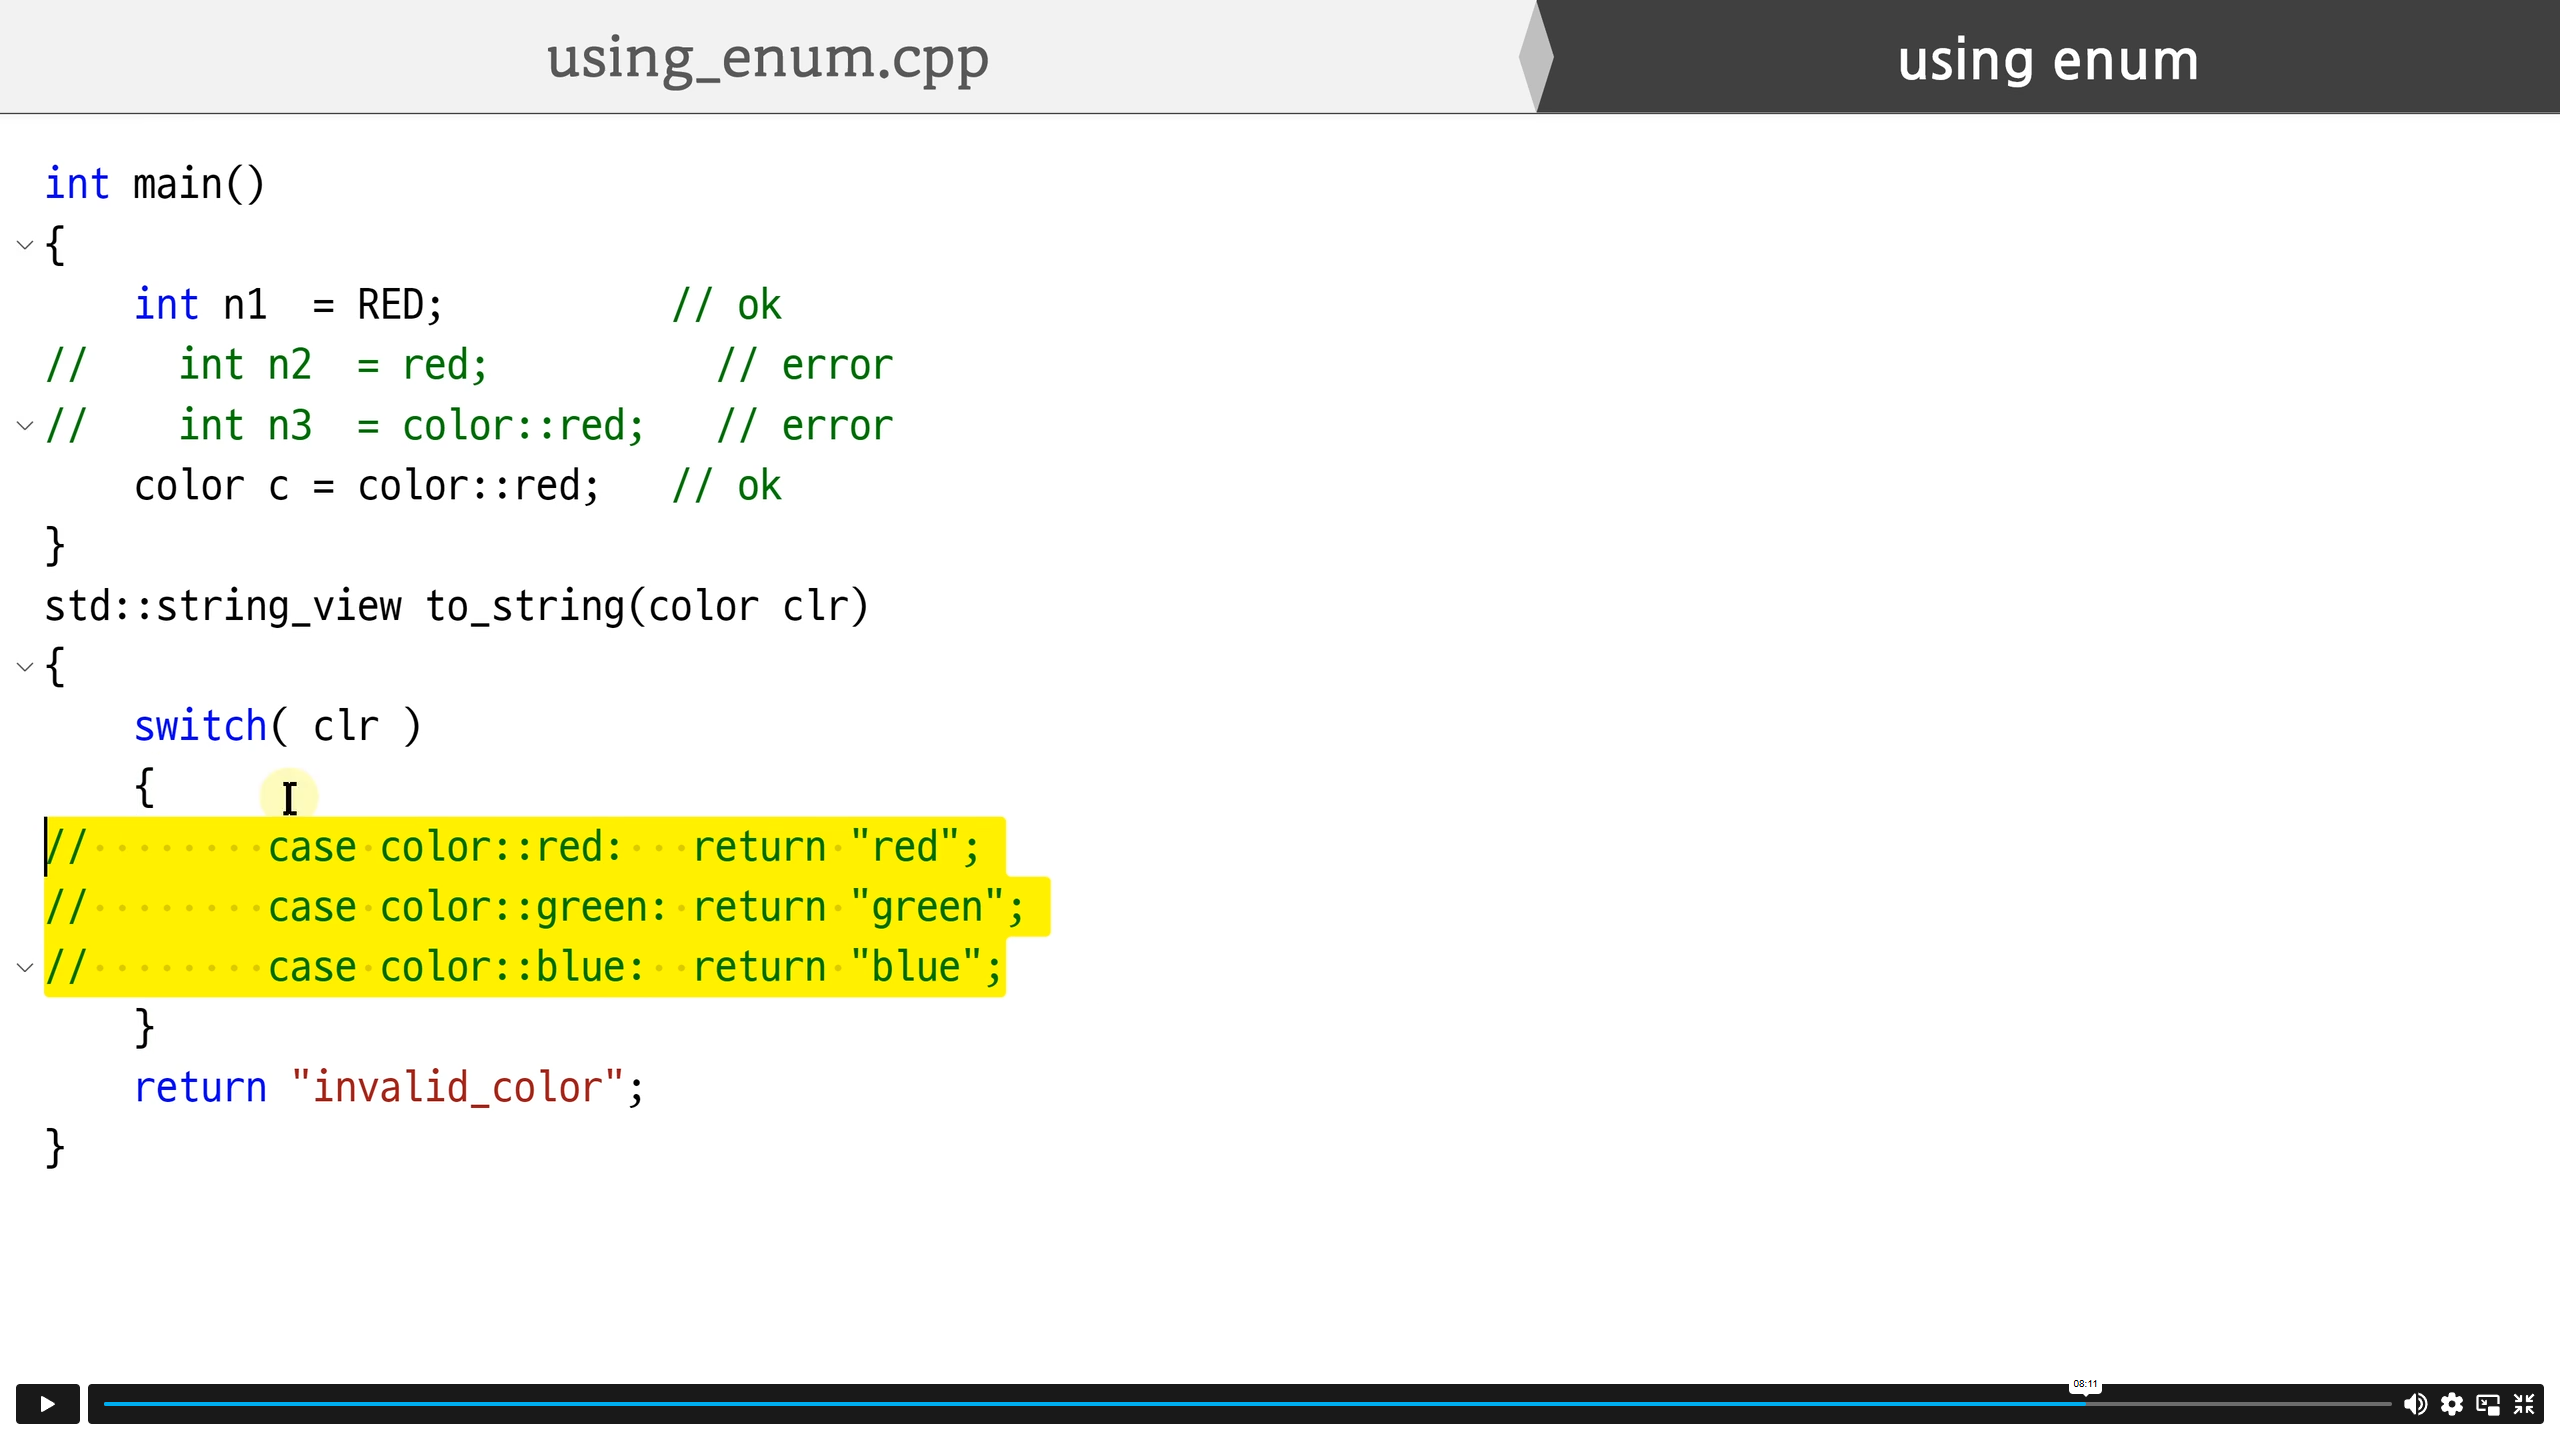 using_enum.cpp
using enum
int main()
{
    int n1  = RED;          // ok
//    int n2  = red;          // error
//    int n3  = color::red;   // error
    color c = color::red;   // ok
}
std::string_view to_string(color clr)
{
    switch( clr )
    {
//········case·color::red:···return·"red";
//········case·color::green:·return·"green";
//········case·color::blue:··return·"blue";
    }
    return "invalid_color";
}
08:11